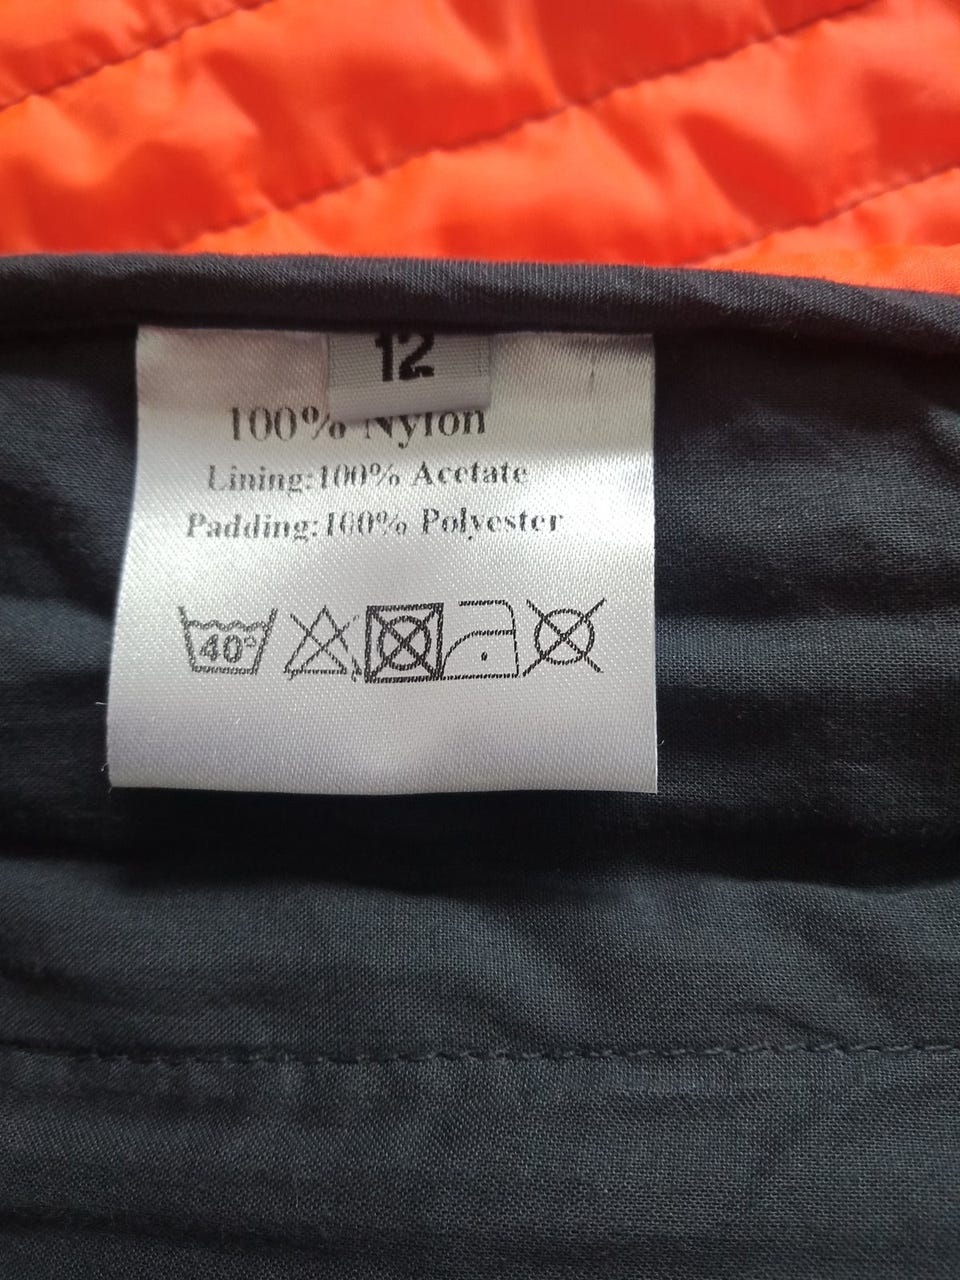 12
100% Nylon
Lining:100% Acetate
Padding:100% Polyester
40°